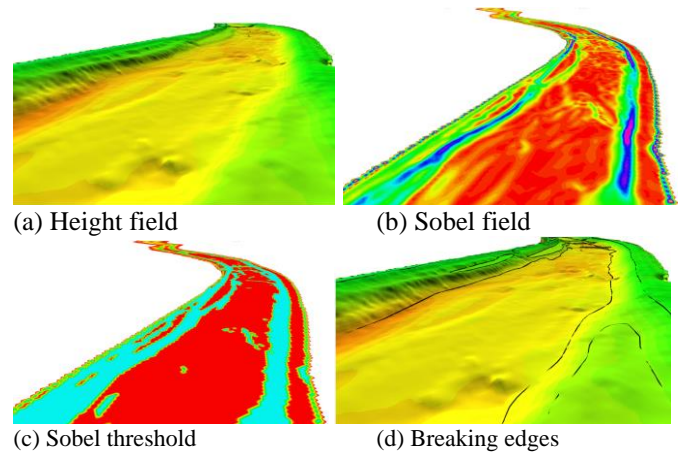 (a) Height field
(b) Sobel field
(c) Sobel threshold
(d) Breaking edges